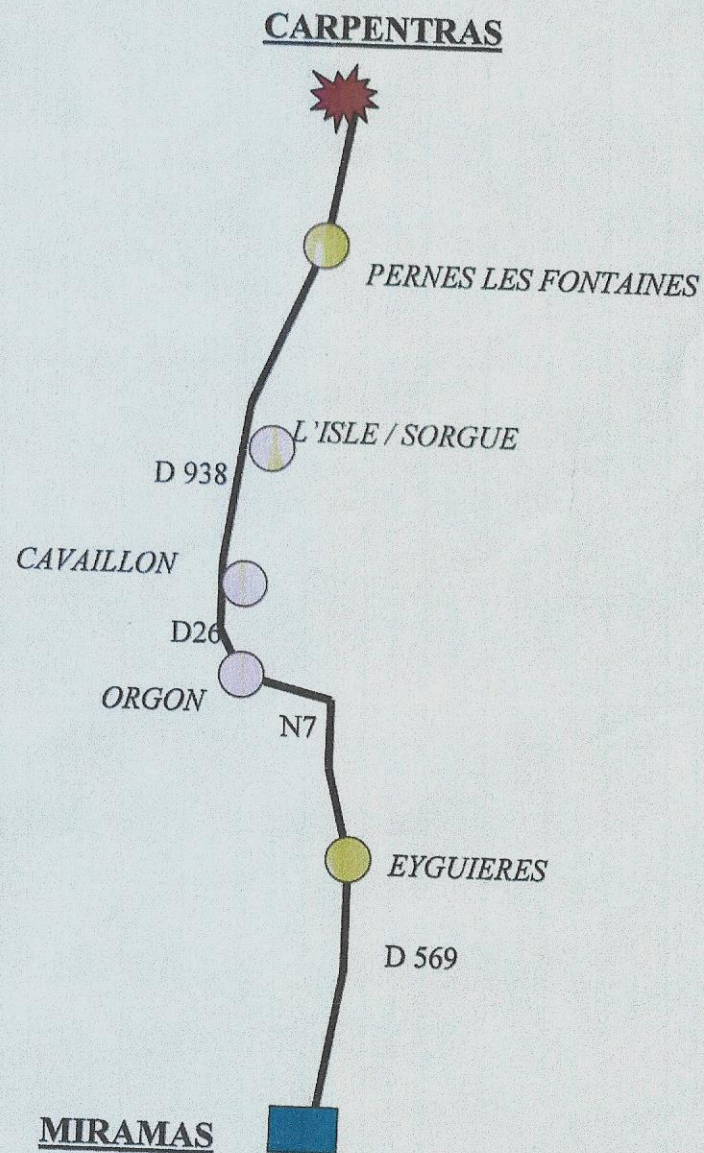 CARPENTRAS
PERNES LES FONTAINES
L'ISLE / SORGUE
D 938
CAVAILLON
D26
ORGON
N7
EYGUIERES
D 569
MIRAMAS